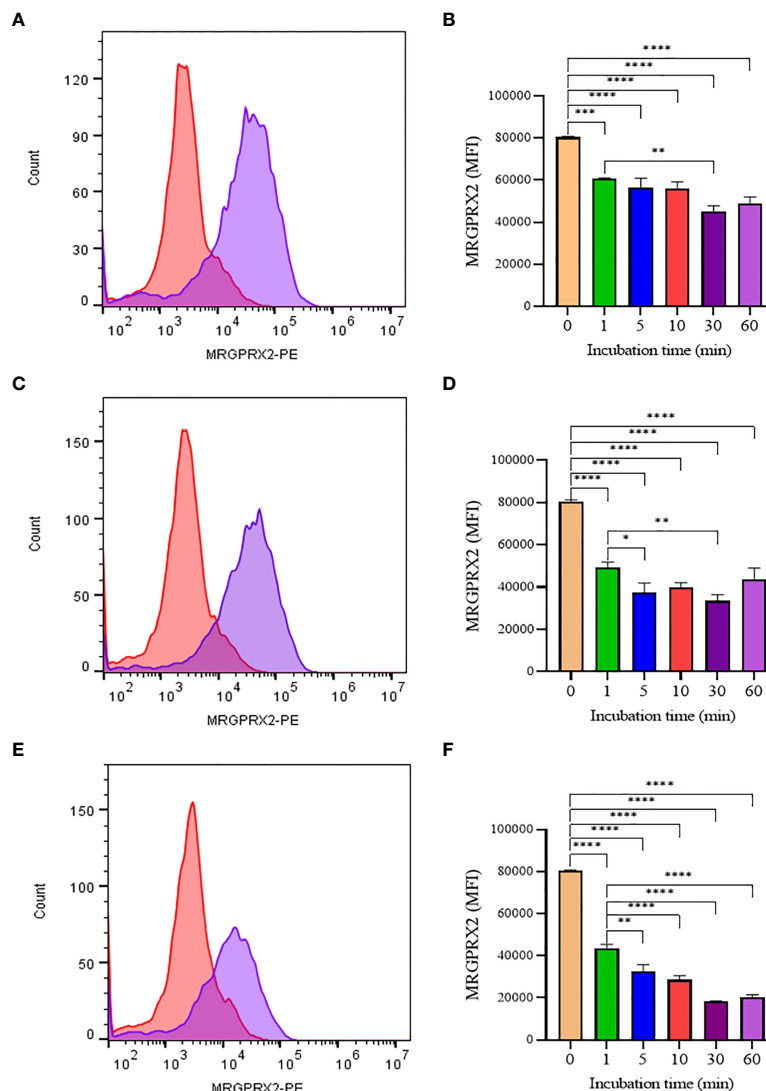 A
Count
120
90
60
30
0
10^2 10^3 10^4 10^5 10^6 10^7
MRGPRX2-PE
B
MRGPRX2 (MFI)
100000
80000
60000
40000
20000
0
****
****
****
****
***
**
0 1 5 10 30 60
Incubation time (min)
C
Count
150
100
50
0
10^2 10^3 10^4 10^5 10^6 10^7
MRGPRX2-PE
D
MRGPRX2 (MFI)
100000
80000
60000
40000
20000
0
****
****
****
****
****
**
*
0 1 5 10 30 60
Incubation time (min)
E
Count
150
100
50
0
10^2 10^3 10^4 10^5 10^6 10^7
MRGPRX2-PE
F
MRGPRX2 (MFI)
100000
80000
60000
40000
20000
0
****
****
****
****
****
****
****
****
**
0 1 5 10 30 60
Incubation time (min)